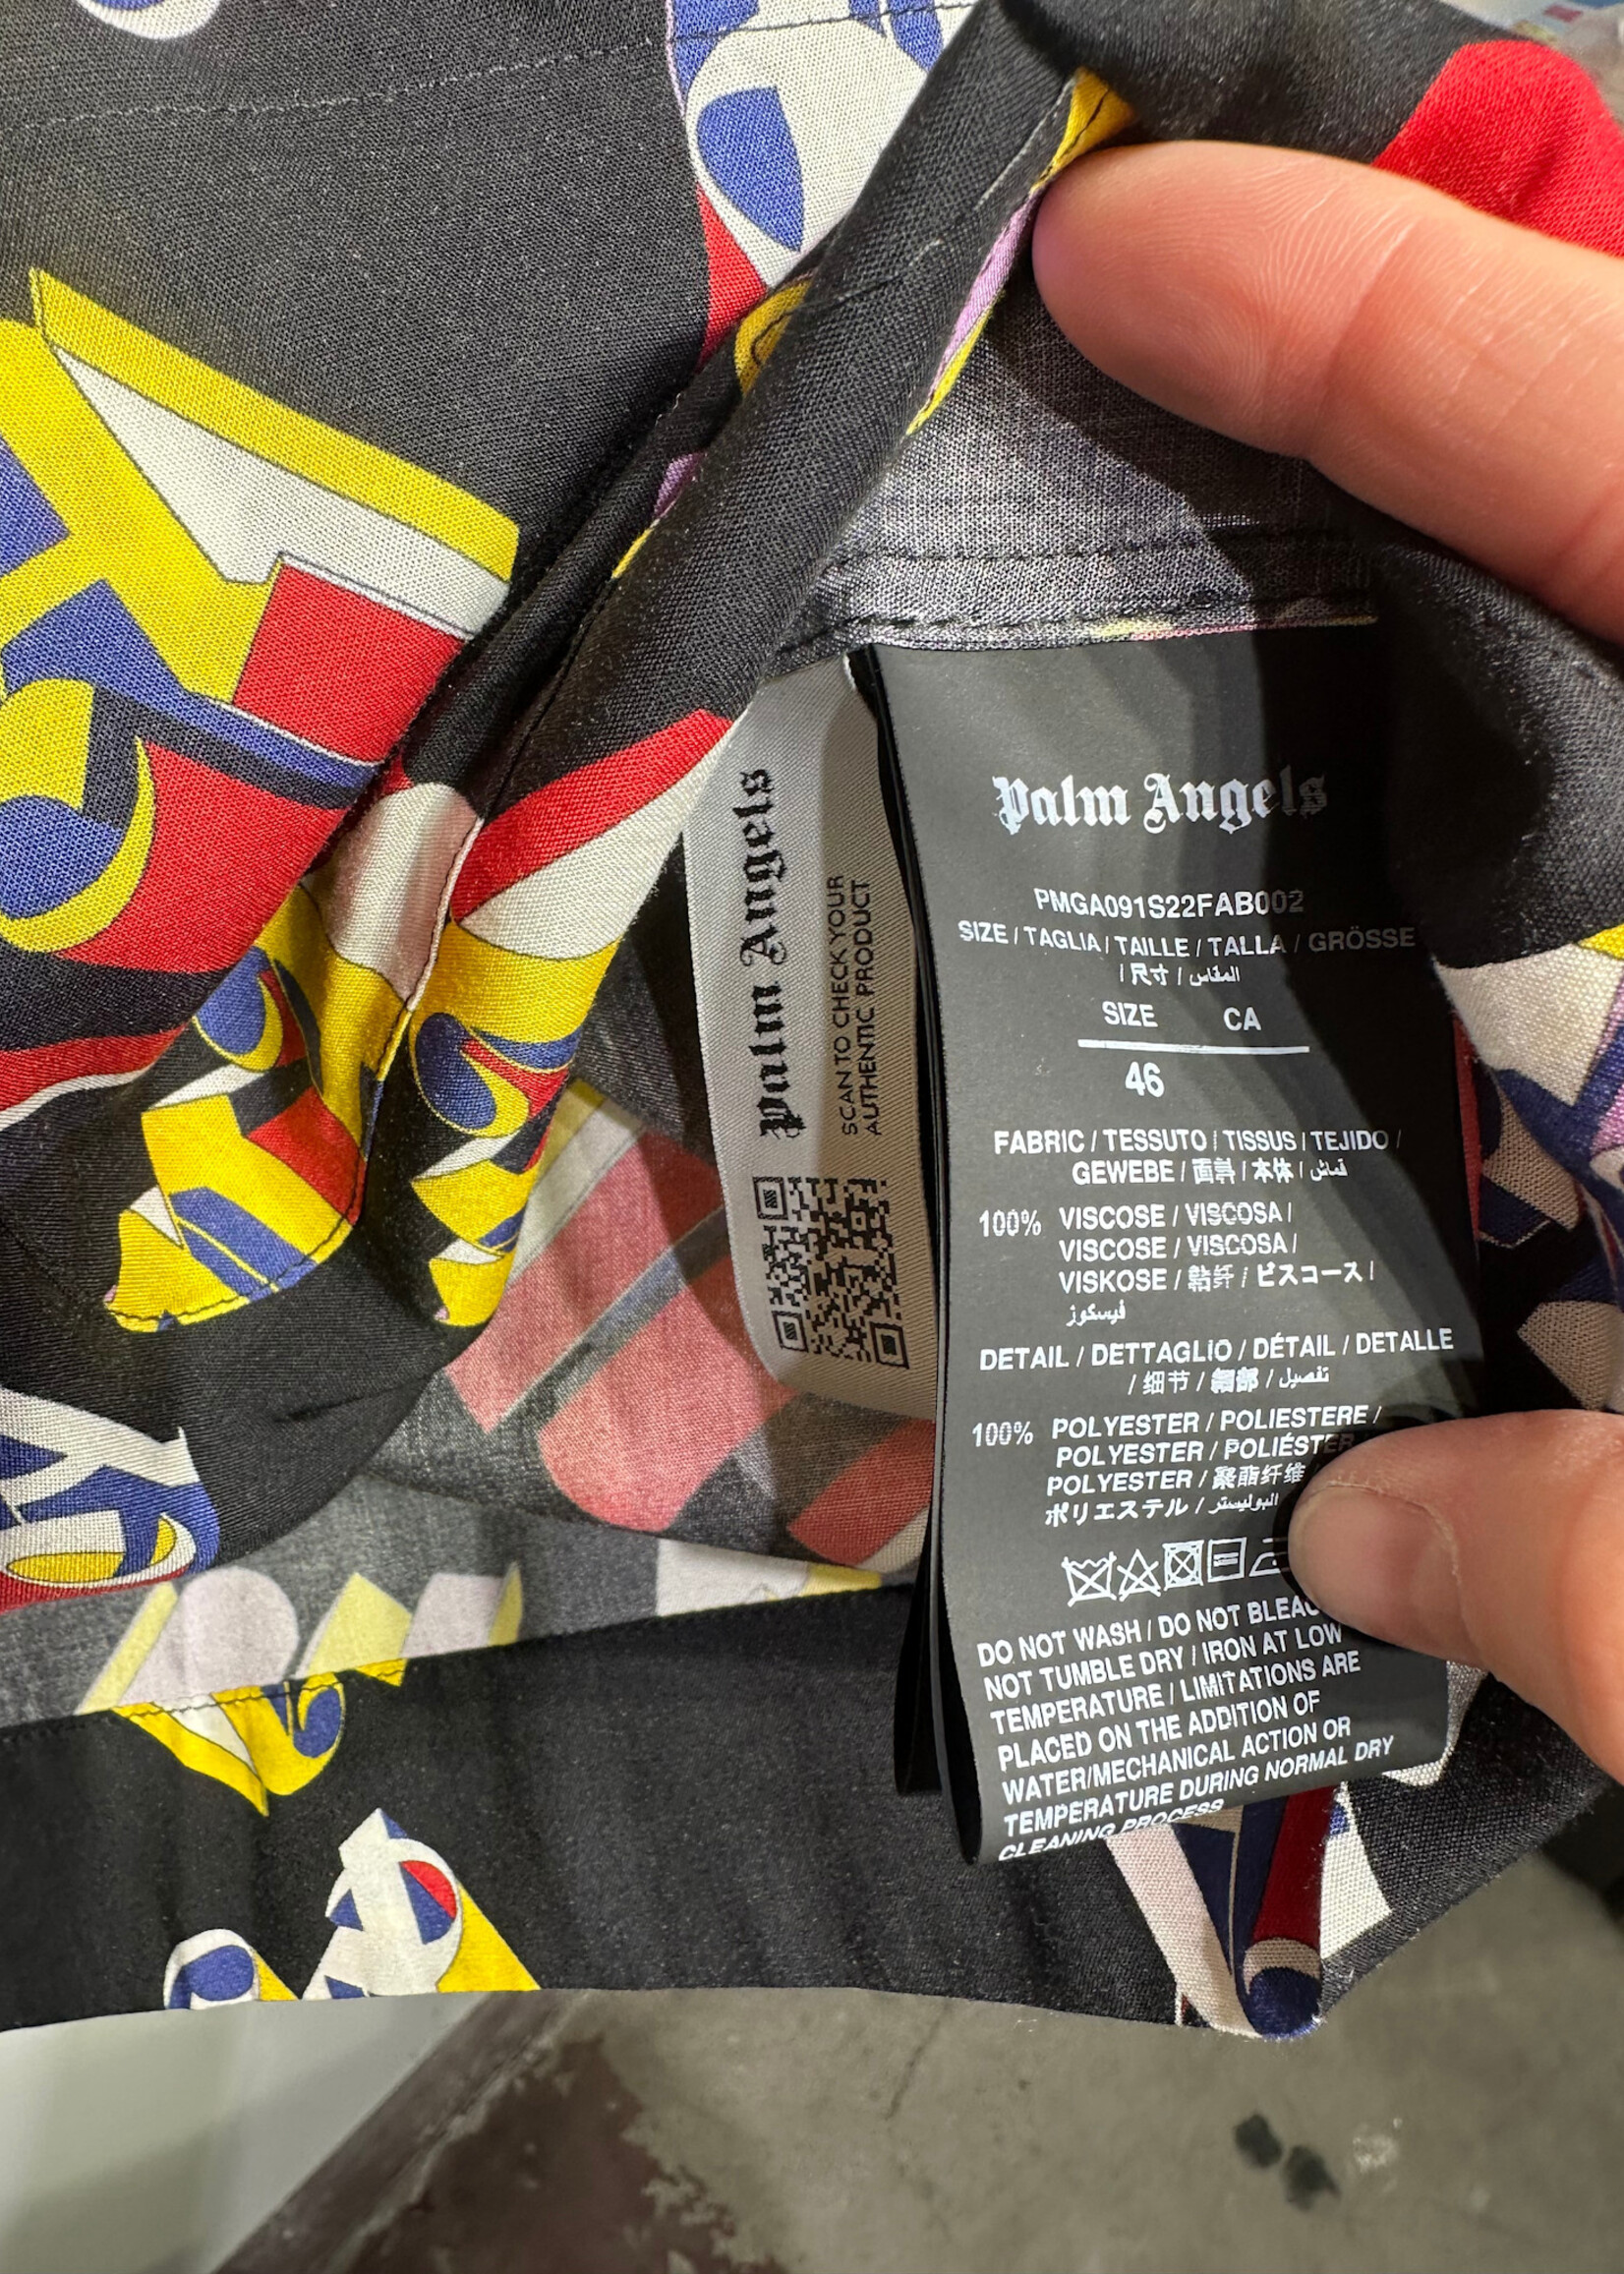 Palm Angels
SCAN TO CHECK YOUR
AUTHENTIC PRODUCT
Palm Angels
PMGA091S22FAB002
SIZE / TAGLIA / TAILLE / TALLA / GRÖSSE
/ 尺寸 / المقاس
SIZE CA
46
FABRIC / TESSUTO / TISSUS / TEJIDO /
GEWEBE / 面料 / 本体 / قماش
100% VISCOSE / VISCOSA /
VISCOSE / VISCOSA /
VISKOSE / 粘纤 / ビスコース /
فيسكوز
DETAIL / DETTAGLIO / DÉTAIL / DETALLE
/ 细节 / 細部 / تفصيل
100% POLYESTER / POLIESTERE /
POLYESTER / POLIÉSTER
POLYESTER / 聚酯纤维
ポリエステル / البوليستر
DO NOT WASH / DO NOT BLEAC
NOT TUMBLE DRY / IRON AT LOW
TEMPERATURE / LIMITATIONS ARE
PLACED ON THE ADDITION OF
WATER/MECHANICAL ACTION OR
TEMPERATURE DURING NORMAL DRY
CLEANING PROCESS